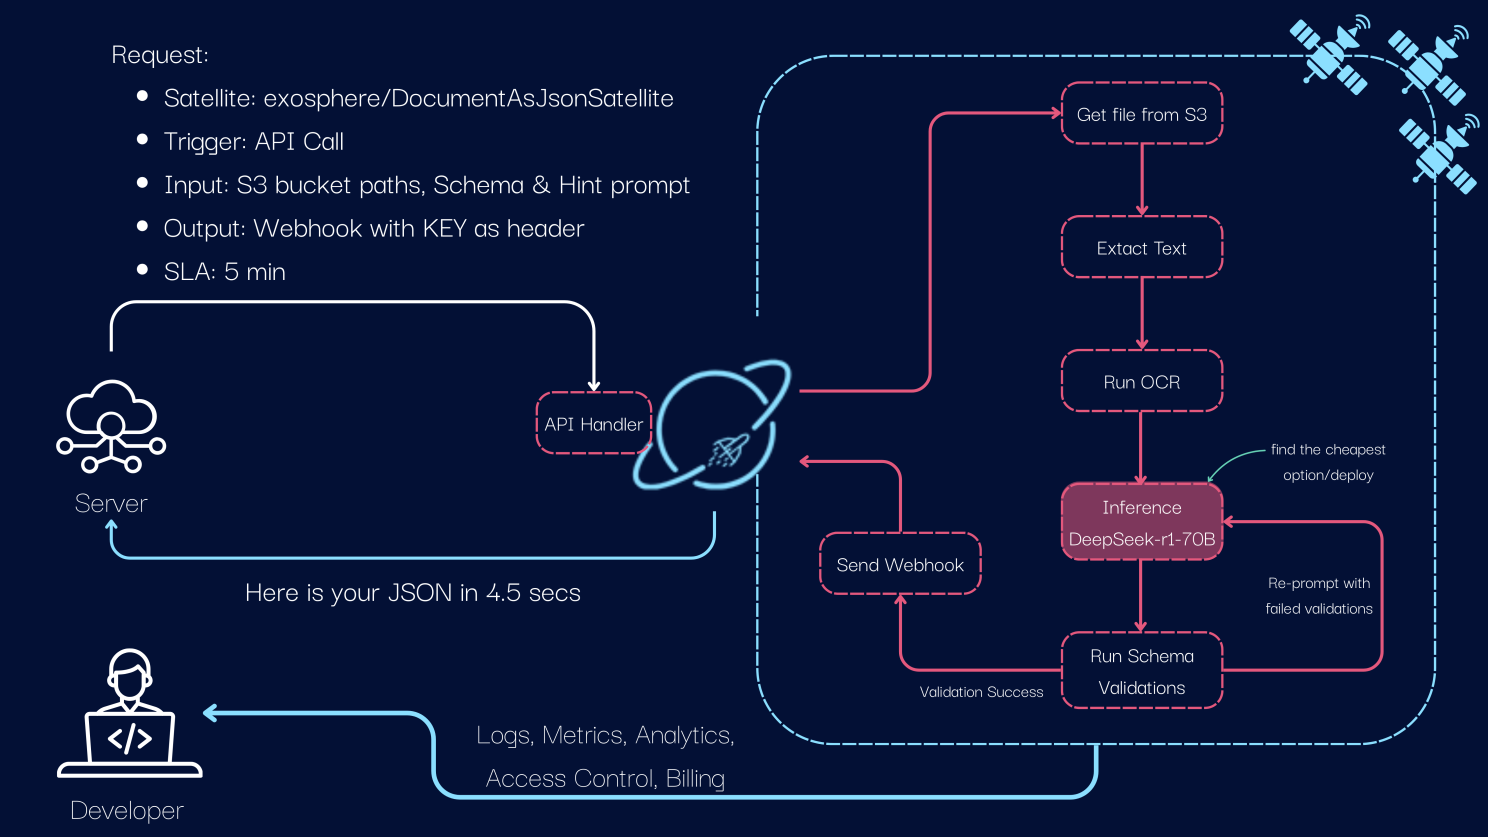 Request:
Satellite: exosphere/DocumentAsJsonSatellite
Trigger: API Call
Input: S3 bucket paths, Schema & Hint prompt
Output: Webhook with KEY as header
SLA: 5 min
API Handler
Server
Here is your JSON in 4.5 secs
Developer
Logs, Metrics, Analytics,
Access Control, Billing
Get file from S3
Extact Text
Run OCR
find the cheapest
option/deploy
Inference
DeepSeek-r1-70B
Re-prompt with
failed validations
Run Schema
Validations
Validation Success
Send Webhook